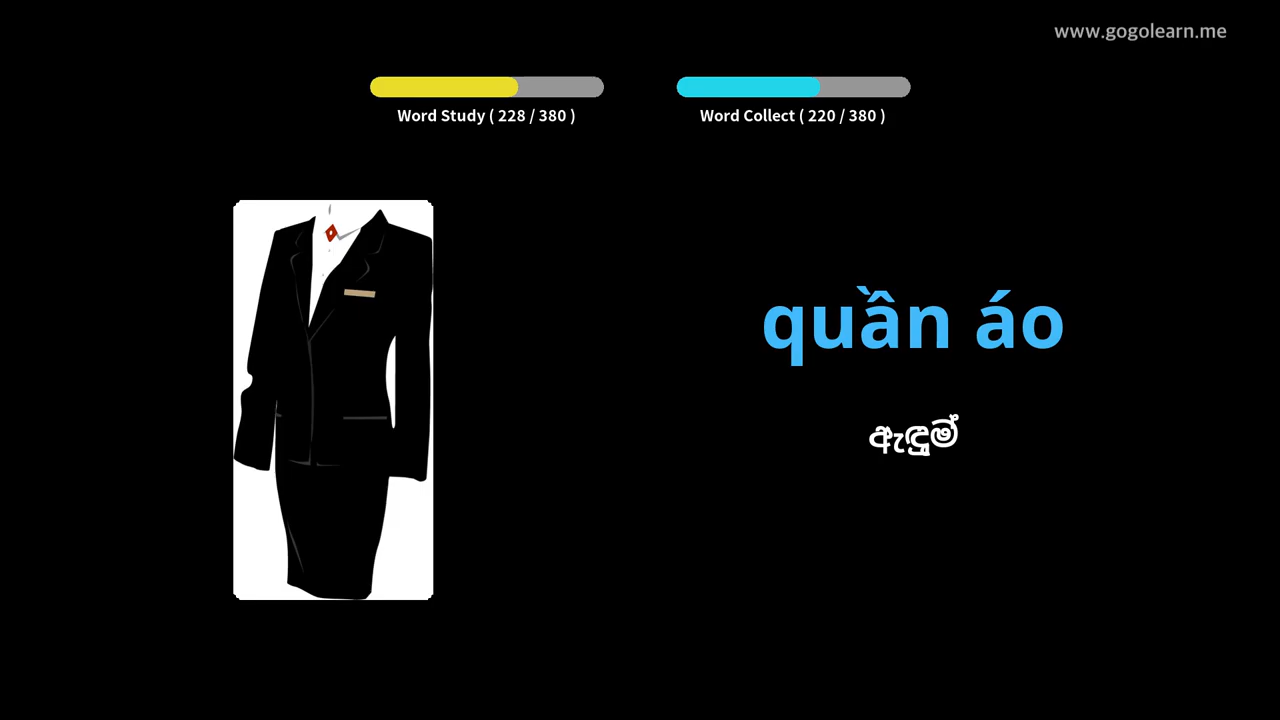 www.gogolearn.me
Word Study ( 228 / 380 )
Word Collect ( 220 / 380 )
quần áo
ඇඳුම්